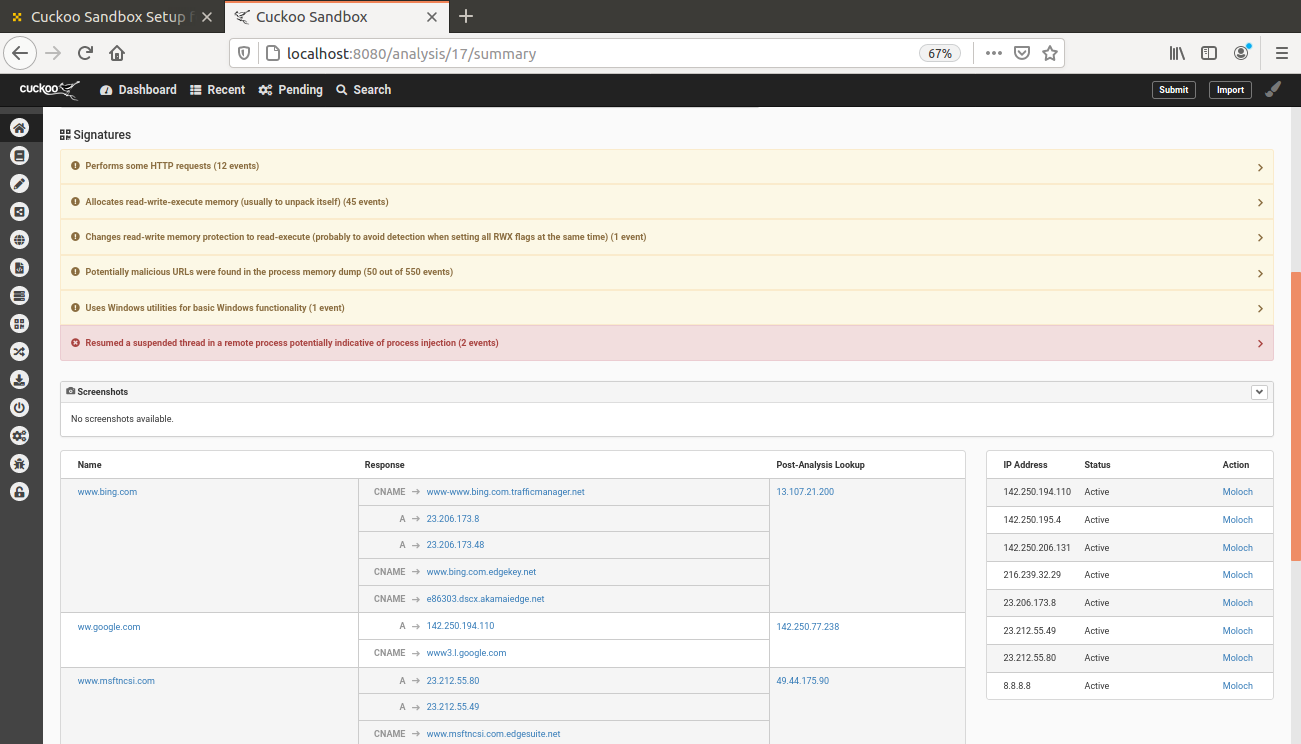 Cuckoo Sandbox Setup f
Cuckoo Sandbox
localhost:8080/analysis/17/summary
67%
cuckoo
Dashboard
Recent
Pending
Search
Submit
Import
Signatures
Performs some HTTP requests (12 events)
Allocates read-write-execute memory (usually to unpack itself) (45 events)
Changes read-write memory protection to read-execute (probably to avoid detection when setting all RWX flags at the same time) (1 event)
Potentially malicious URLs were found in the process memory dump (50 out of 550 events)
Uses Windows utilities for basic Windows functionality (1 event)
Resumed a suspended thread in a remote process potentially indicative of process injection (2 events)
Screenshots
No screenshots available.
Name Response Post-Analysis Lookup
www.bing.com CNAME → www-www.bing.com.trafficmanager.net 13.107.21.200
A → 23.206.173.8
A → 23.206.173.48
CNAME → www.bing.com.edgekey.net
CNAME → e86303.dscx.akamaiedge.net
ww.google.com A → 142.250.194.110 142.250.77.238
CNAME → www3.l.google.com
www.msftncsi.com A → 23.212.55.80 49.44.175.90
A → 23.212.55.49
CNAME → www.msftncsi.com.edgesuite.net
IP Address Status Action
142.250.194.110 Active Moloch
142.250.195.4 Active Moloch
142.250.206.131 Active Moloch
216.239.32.29 Active Moloch
23.206.173.8 Active Moloch
23.212.55.49 Active Moloch
23.212.55.80 Active Moloch
8.8.8.8 Active Moloch